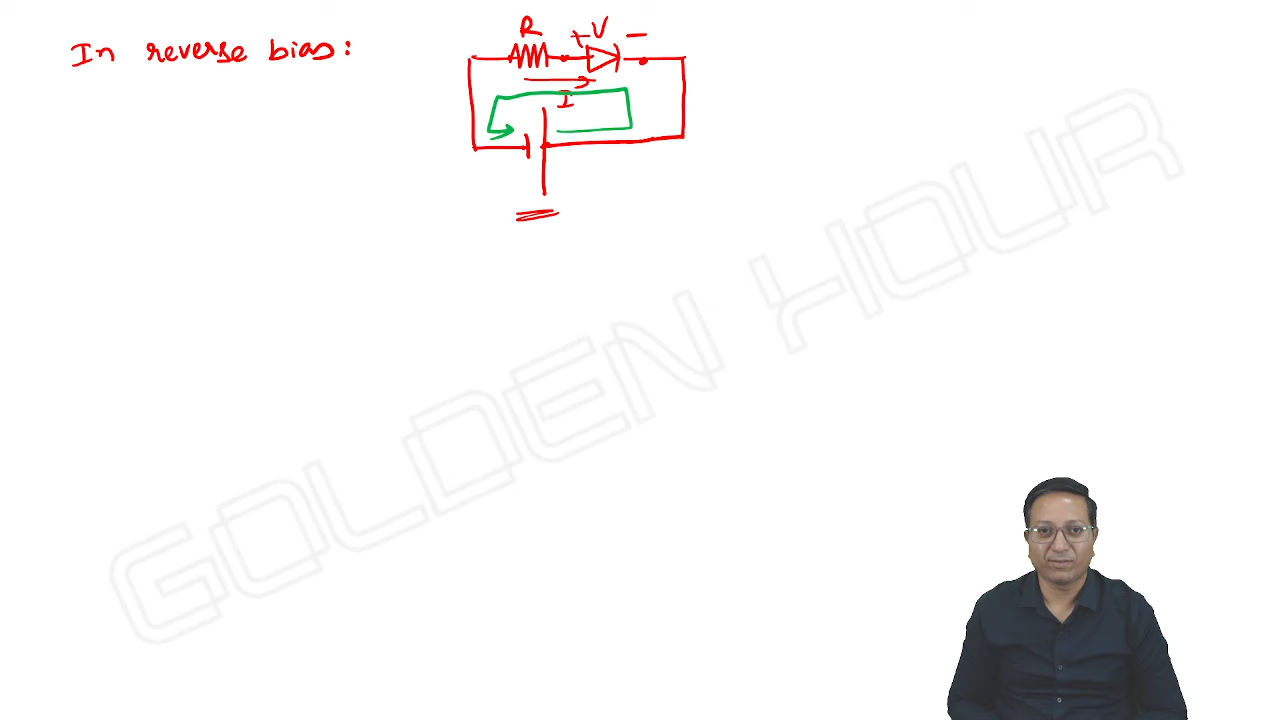 In reverse bias:
R
+ V −
I
GOLDEN HOUR